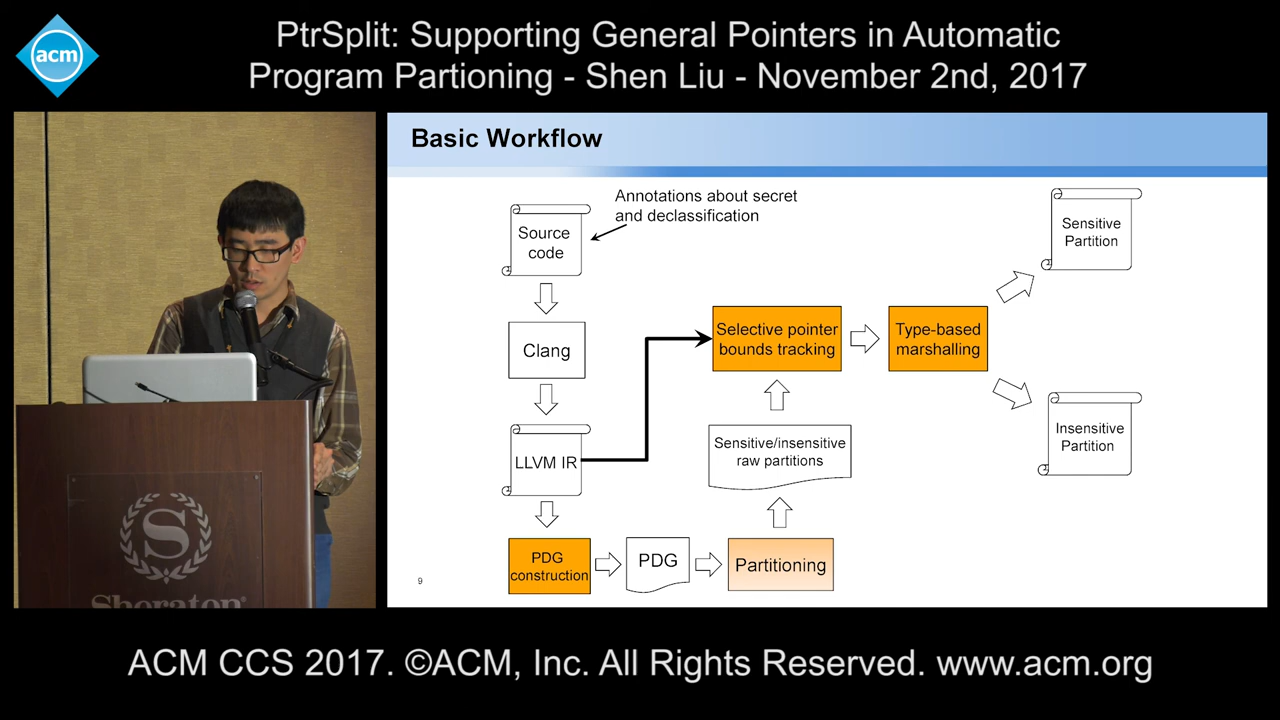 acm
PtrSplit: Supporting General Pointers in Automatic
Program Partioning - Shen Liu - November 2nd, 2017
Basic Workflow
Annotations about secret
and declassification
Source
code
Clang
LLVM IR
PDG
construction
PDG
Partitioning
Sensitive/insensitive
raw partitions
Selective pointer
bounds tracking
Type-based
marshalling
Sensitive
Partition
Insensitive
Partition
9
S
Sheraton
ACM CCS 2017. ©ACM, Inc. All Rights Reserved. www.acm.org